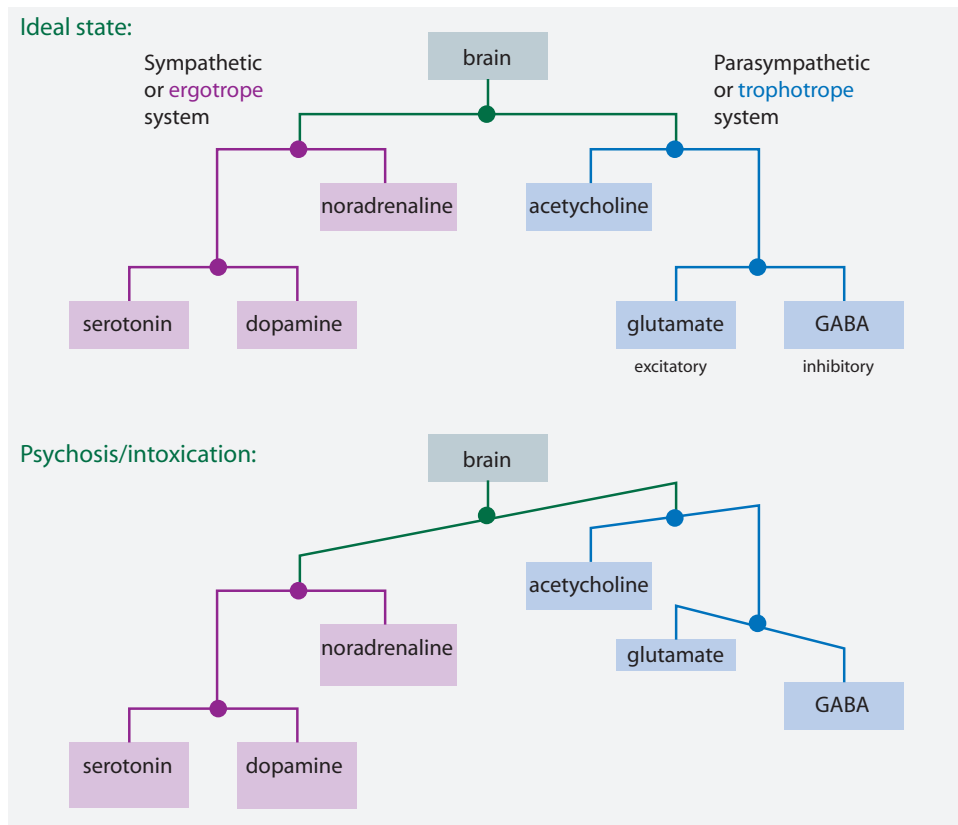 Ideal state:
brain
Sympathetic
or ergotrope
system
Parasympathetic
or trophotrope
system
noradrenaline
acetycholine
serotonin
dopamine
glutamate
GABA
excitatory
inhibitory
Psychosis/intoxication:
brain
acetycholine
noradrenaline
glutamate
GABA
serotonin
dopamine